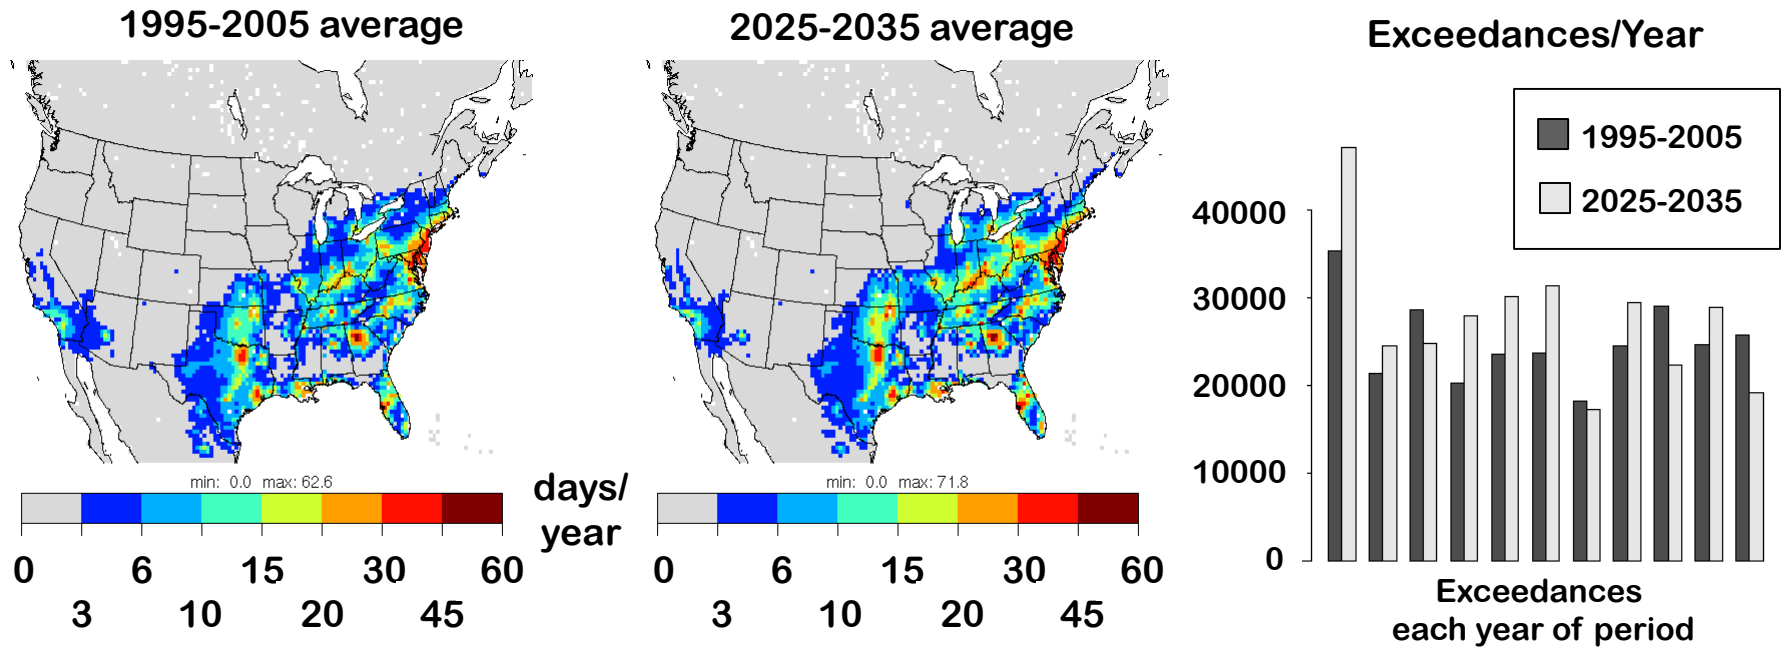 1995-2005 average
2025-2035 average
Exceedances/Year
1995-2005
2025-2035
40000
30000
20000
10000
0
min: 0.0 max: 62.6
min: 0.0 max: 71.8
days/
year
0 6 15 30 60
3 10 20 45
0 6 15 30 60
3 10 20 45
Exceedances
each year of period